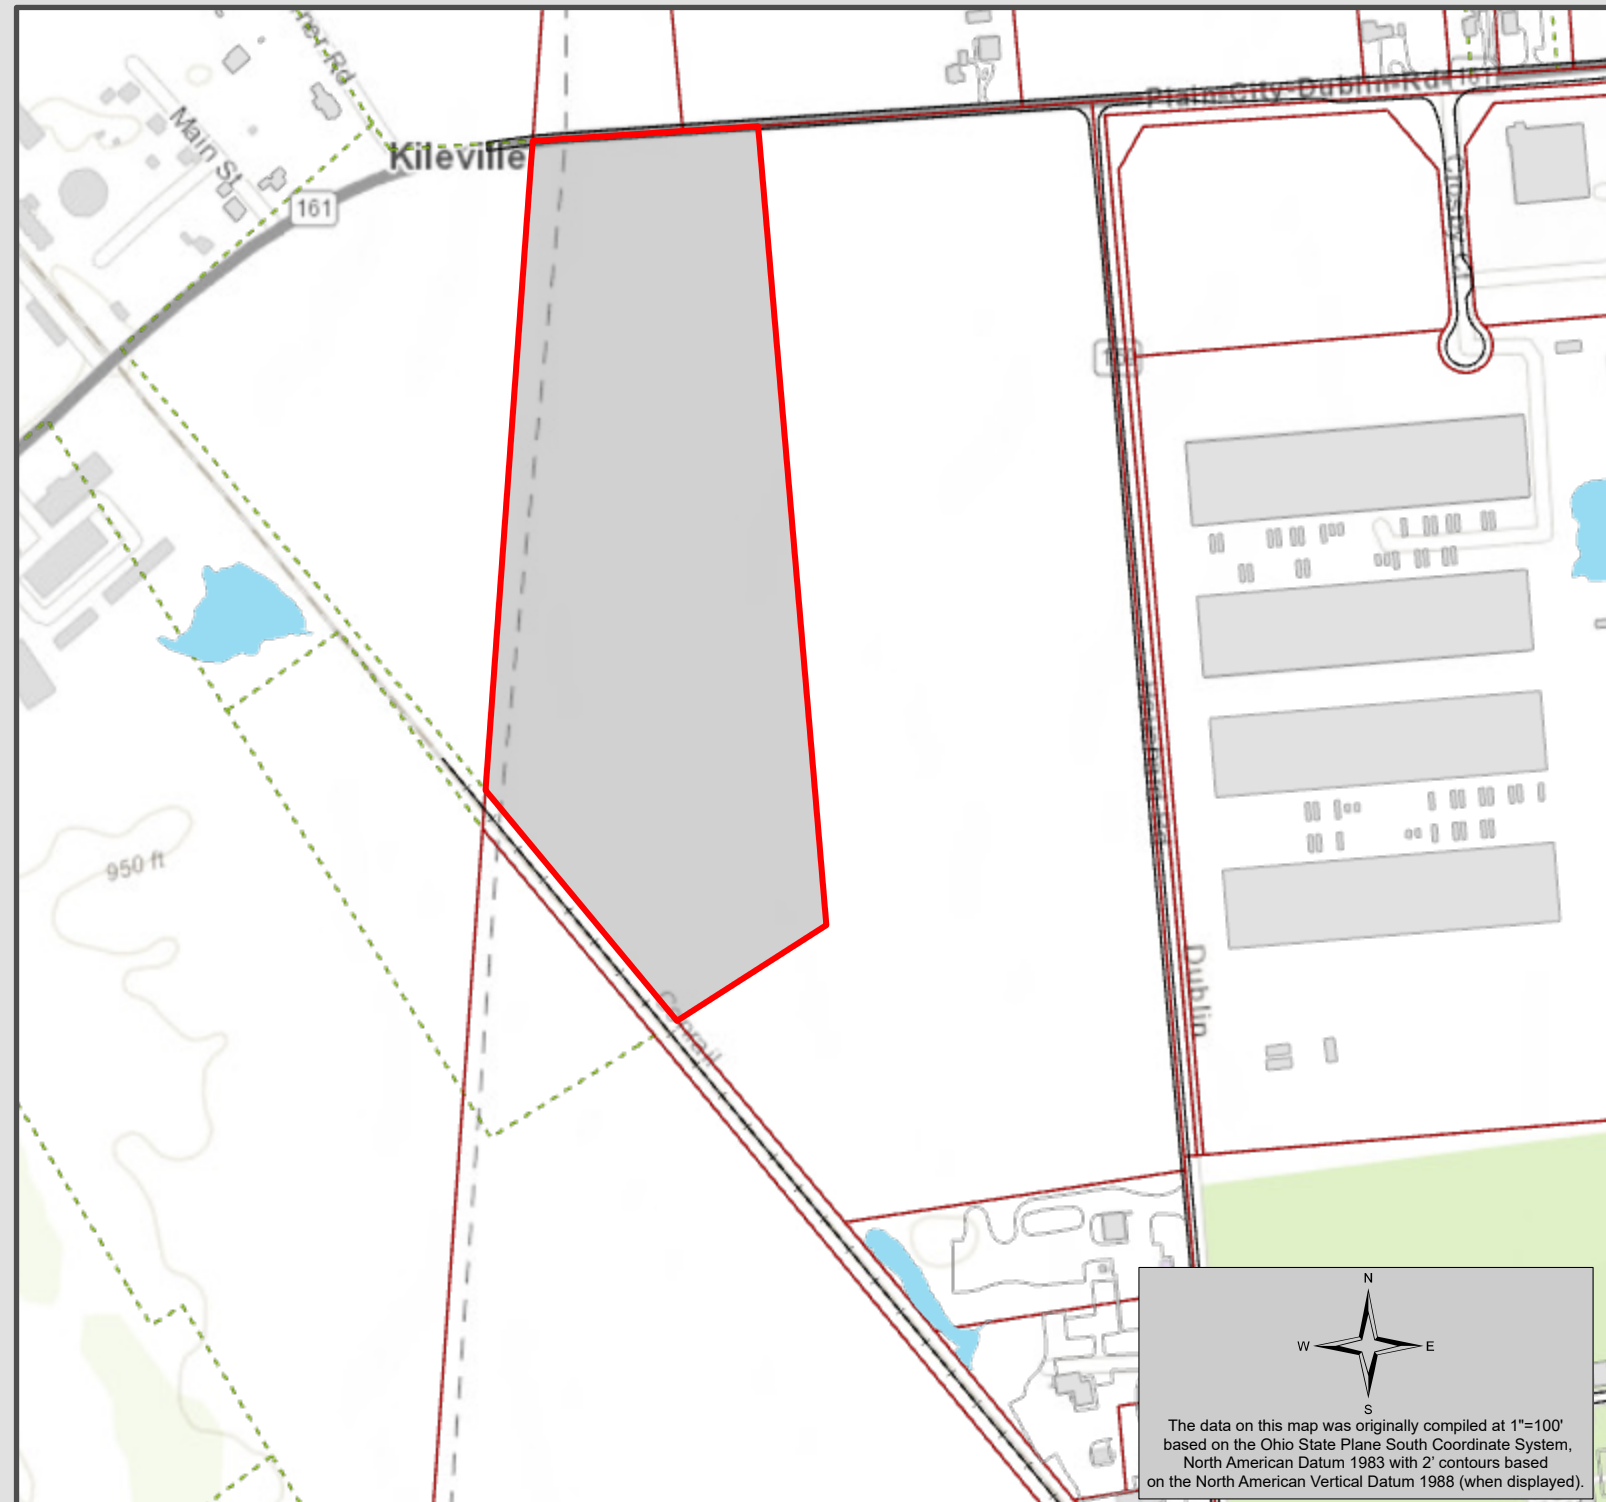 Main St
Kileville
161
Plain-City-Dublin-Rd-161
950 ft
Conrail
Dublin
N
W E
S
The data on this map was originally compiled at 1"=100'
based on the Ohio State Plane South Coordinate System,
North American Datum 1983 with 2' contours based
on the North American Vertical Datum 1988 (when displayed).